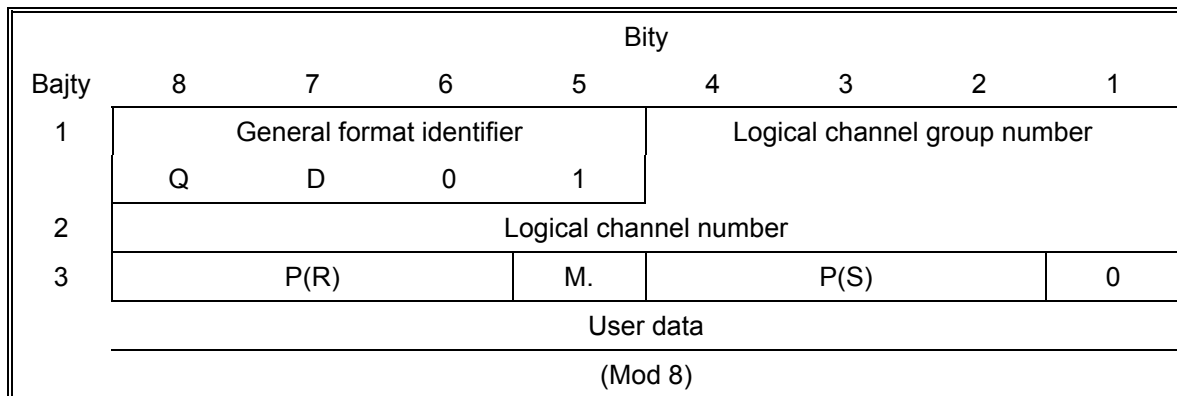 Bity
Bajty 8 7 6 5 4 3 2 1
1 General format identifier Logical channel group number
Q D 0 1
2 Logical channel number
3 P(R) M. P(S) 0
User data
(Mod 8)